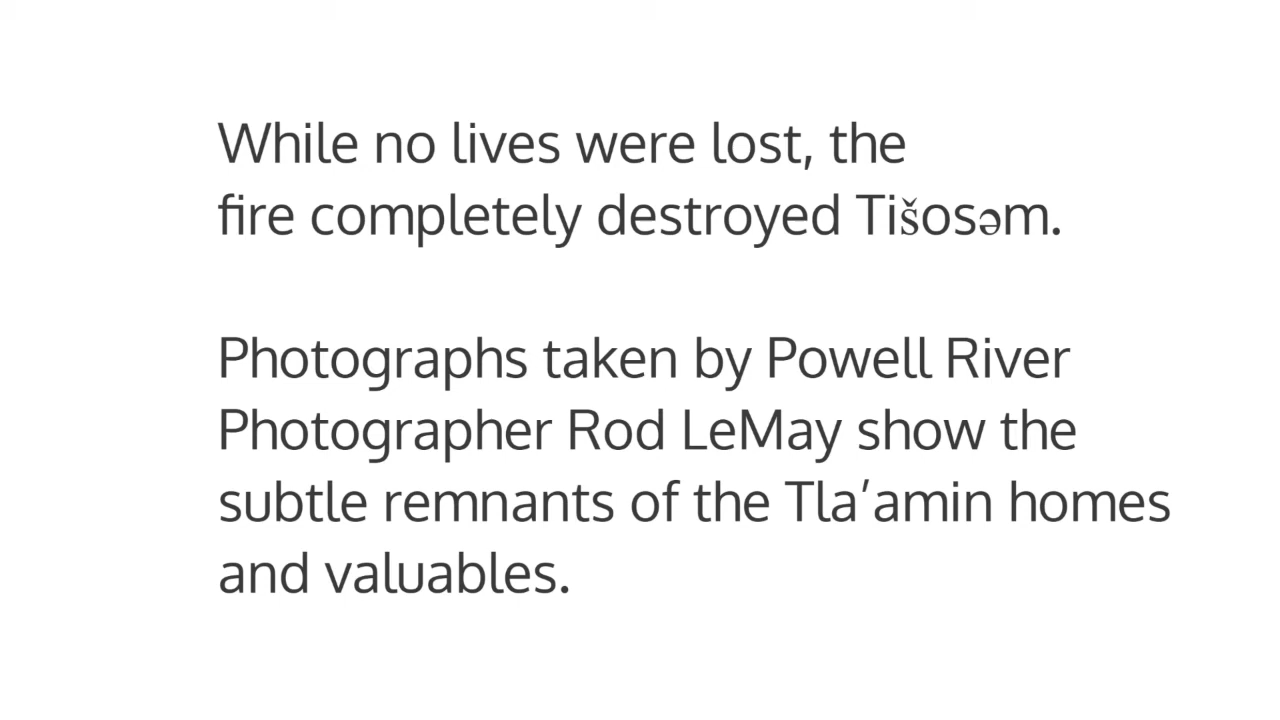 While no lives were lost, the
fire completely destroyed Tišosəm.
Photographs taken by Powell River
Photographer Rod LeMay show the
subtle remnants of the Tla′amin homes
and valuables.